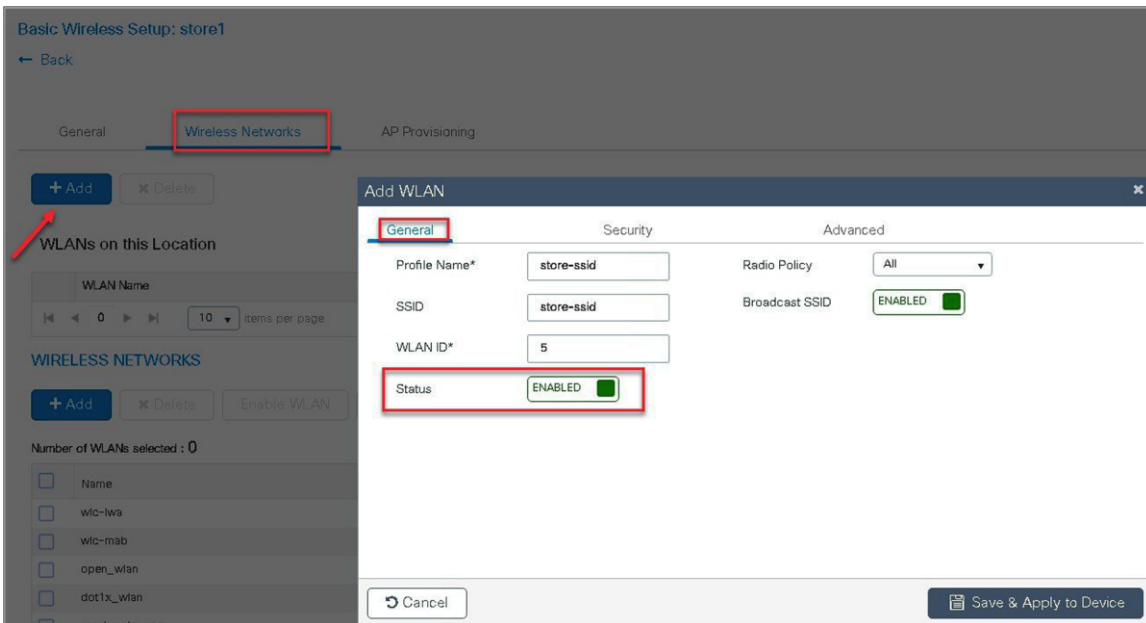 Basic Wireless Setup: store1
← Back
General Wireless Networks AP Provisioning
+ Add ✖ Delete
WLANs on this Location
WLAN Name
0 10 items per page
WIRELESS NETWORKS
+ Add ✖ Delete Enable WLAN
Number of WLANs selected : 0
Name
wlc-lwa
wlc-mab
open_wlan
dot1x_wlan
Add WLAN
General Security Advanced
Profile Name* store-ssid Radio Policy All
SSID store-ssid Broadcast SSID ENABLED
WLAN ID* 5
Status ENABLED
Cancel Save & Apply to Device